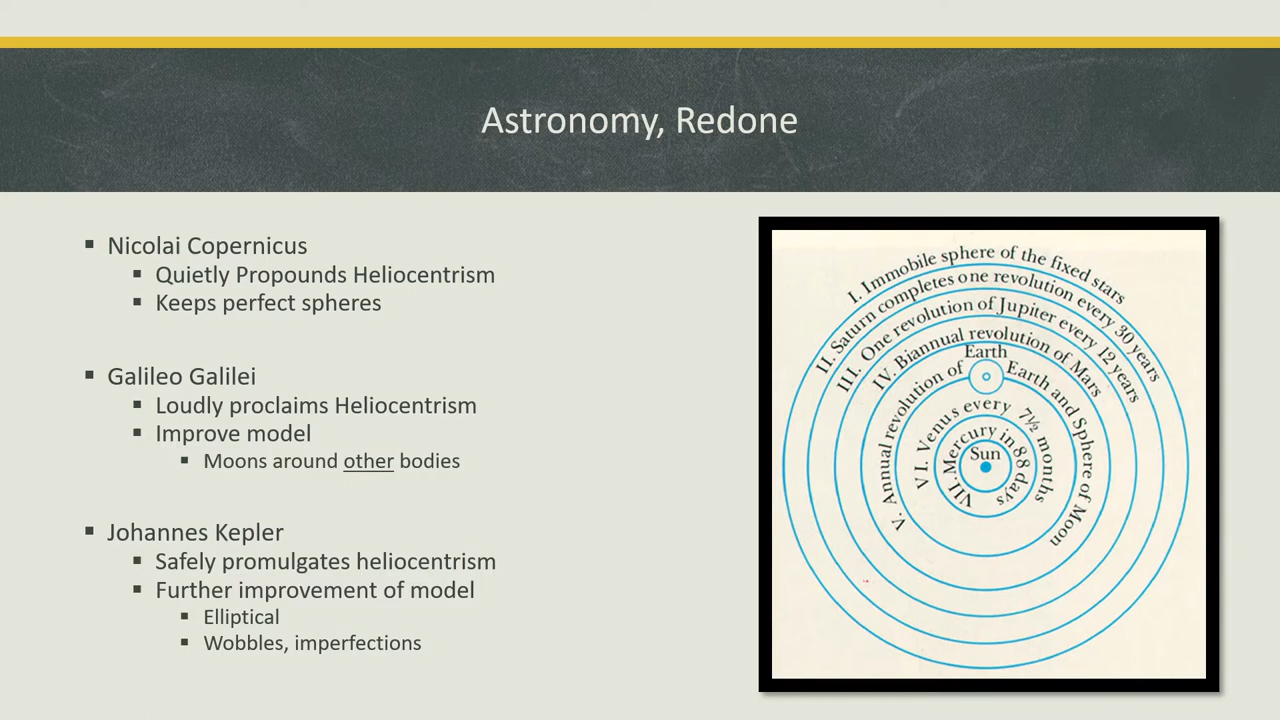 Astronomy, Redone
Nicolai Copernicus
Quietly Propounds Heliocentrism
Keeps perfect spheres
Galileo Galilei
Loudly proclaims Heliocentrism
Improve model
Moons around other bodies
Johannes Kepler
Safely promulgates heliocentrism
Further improvement of model
Elliptical
Wobbles, imperfections
I. Immobile sphere of the fixed stars
II. Saturn completes one revolution every 30 years
III. One revolution of Jupiter every 12 years
IV. Biannual revolution of Mars
Earth
V. Annual revolution of Earth and Sphere of Moon
VI. Venus every 7½ months
VII. Mercury in 88 days
Sun